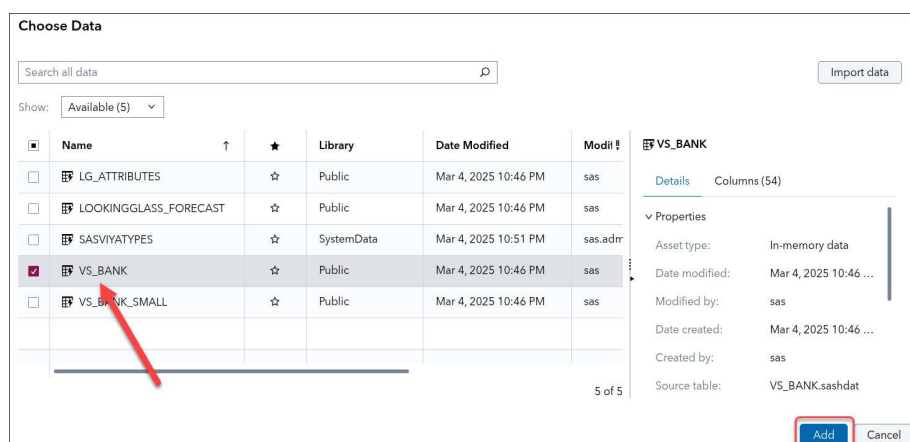 Choose Data
Search all data
Import data
Show: Available (5)
Name Library Date Modified Modif
LG_ATTRIBUTES Public Mar 4, 2025 10:46 PM sas
LOOKINGGLASS_FORECAST Public Mar 4, 2025 10:46 PM sas
SASVIYATYPES SystemData Mar 4, 2025 10:51 PM sas.adm
VS_BANK Public Mar 4, 2025 10:46 PM sas
VS_BANK_SMALL Public Mar 4, 2025 10:46 PM sas
5 of 5
VS_BANK
Details Columns (54)
Properties
Asset type: In-memory data
Date modified: Mar 4, 2025 10:46 ...
Modified by: sas
Date created: Mar 4, 2025 10:46 ...
Created by: sas
Source table: VS_BANK.sashdat
Add Cancel